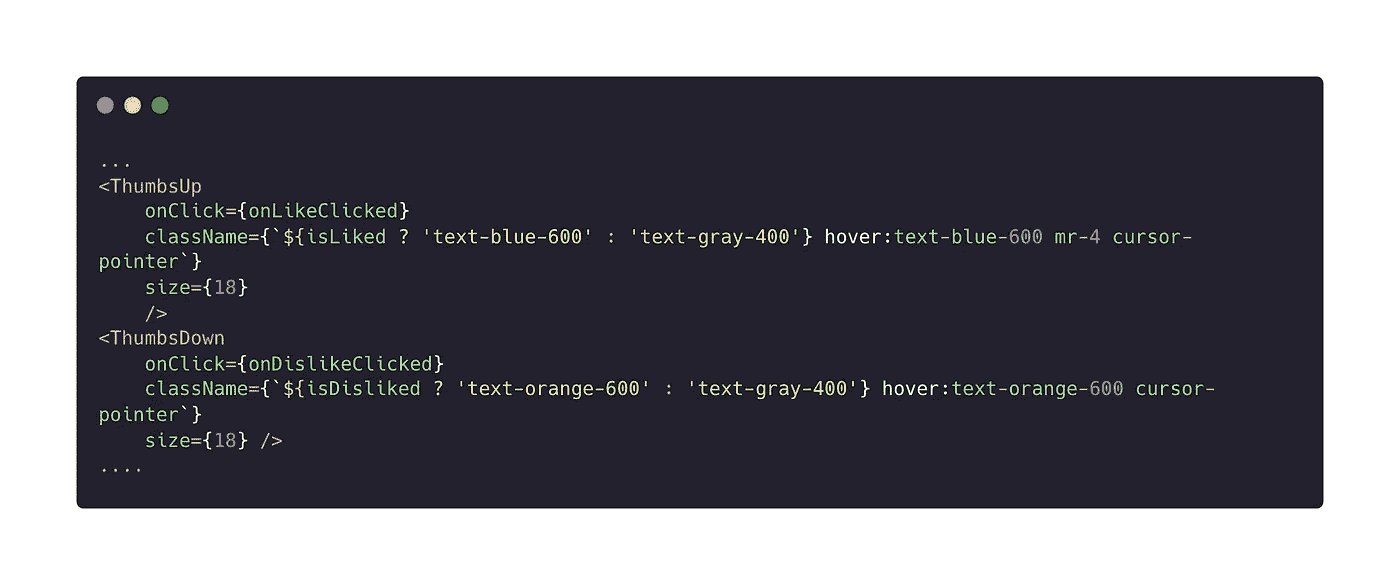 ...
<ThumbsUp
    onClick={onLikeClicked}
    className={`${isLiked ? 'text-blue-600' : 'text-gray-400'} hover:text-blue-600 mr-4 cursor-
pointer`}
    size={18}
    />
<ThumbsDown
    onClick={onDislikeClicked}
    className={`${isDisliked ? 'text-orange-600' : 'text-gray-400'} hover:text-orange-600 cursor-
pointer`}
    size={18} />
....